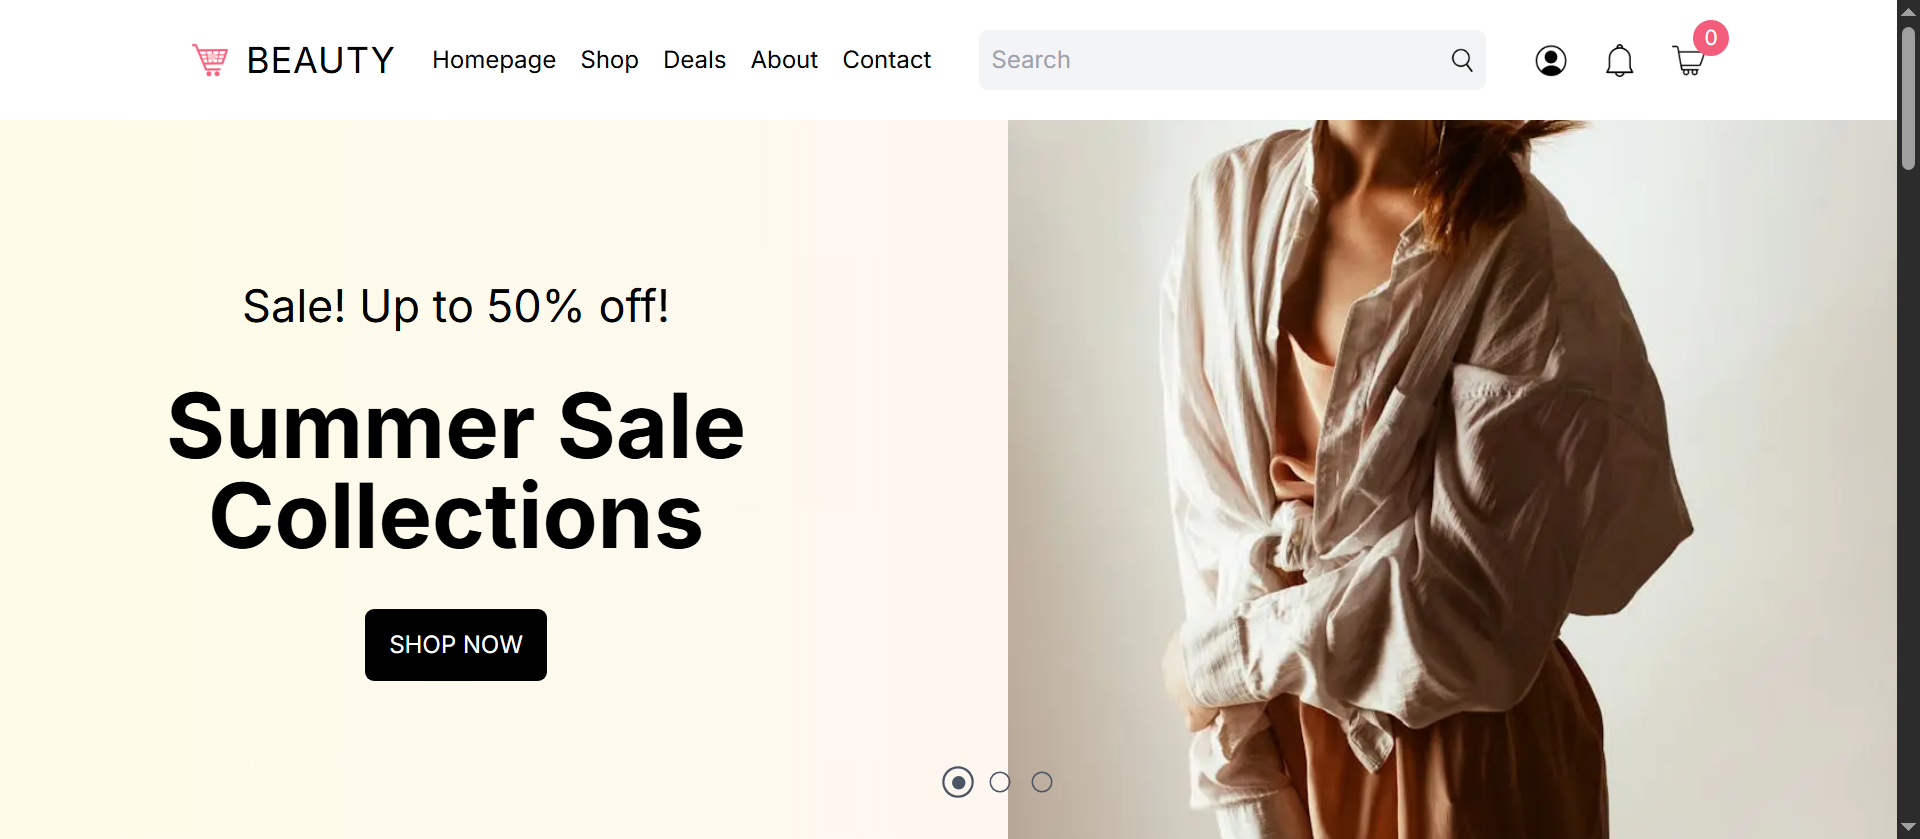 BEAUTY
Homepage Shop Deals About Contact
Search
0
Sale! Up to 50% off!
Summer Sale
Collections
SHOP NOW